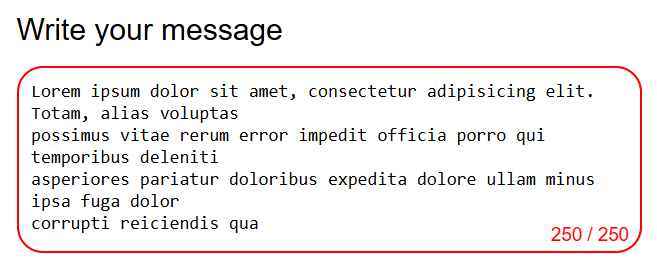 Write your message
Lorem ipsum dolor sit amet, consectetur adipisicing elit.
Totam, alias voluptas
possimus vitae rerum error impedit officia porro qui
temporibus deleniti
asperiores pariatur doloribus expedita dolore ullam minus
ipsa fuga dolor
corrupti reiciendis qua
250 / 250